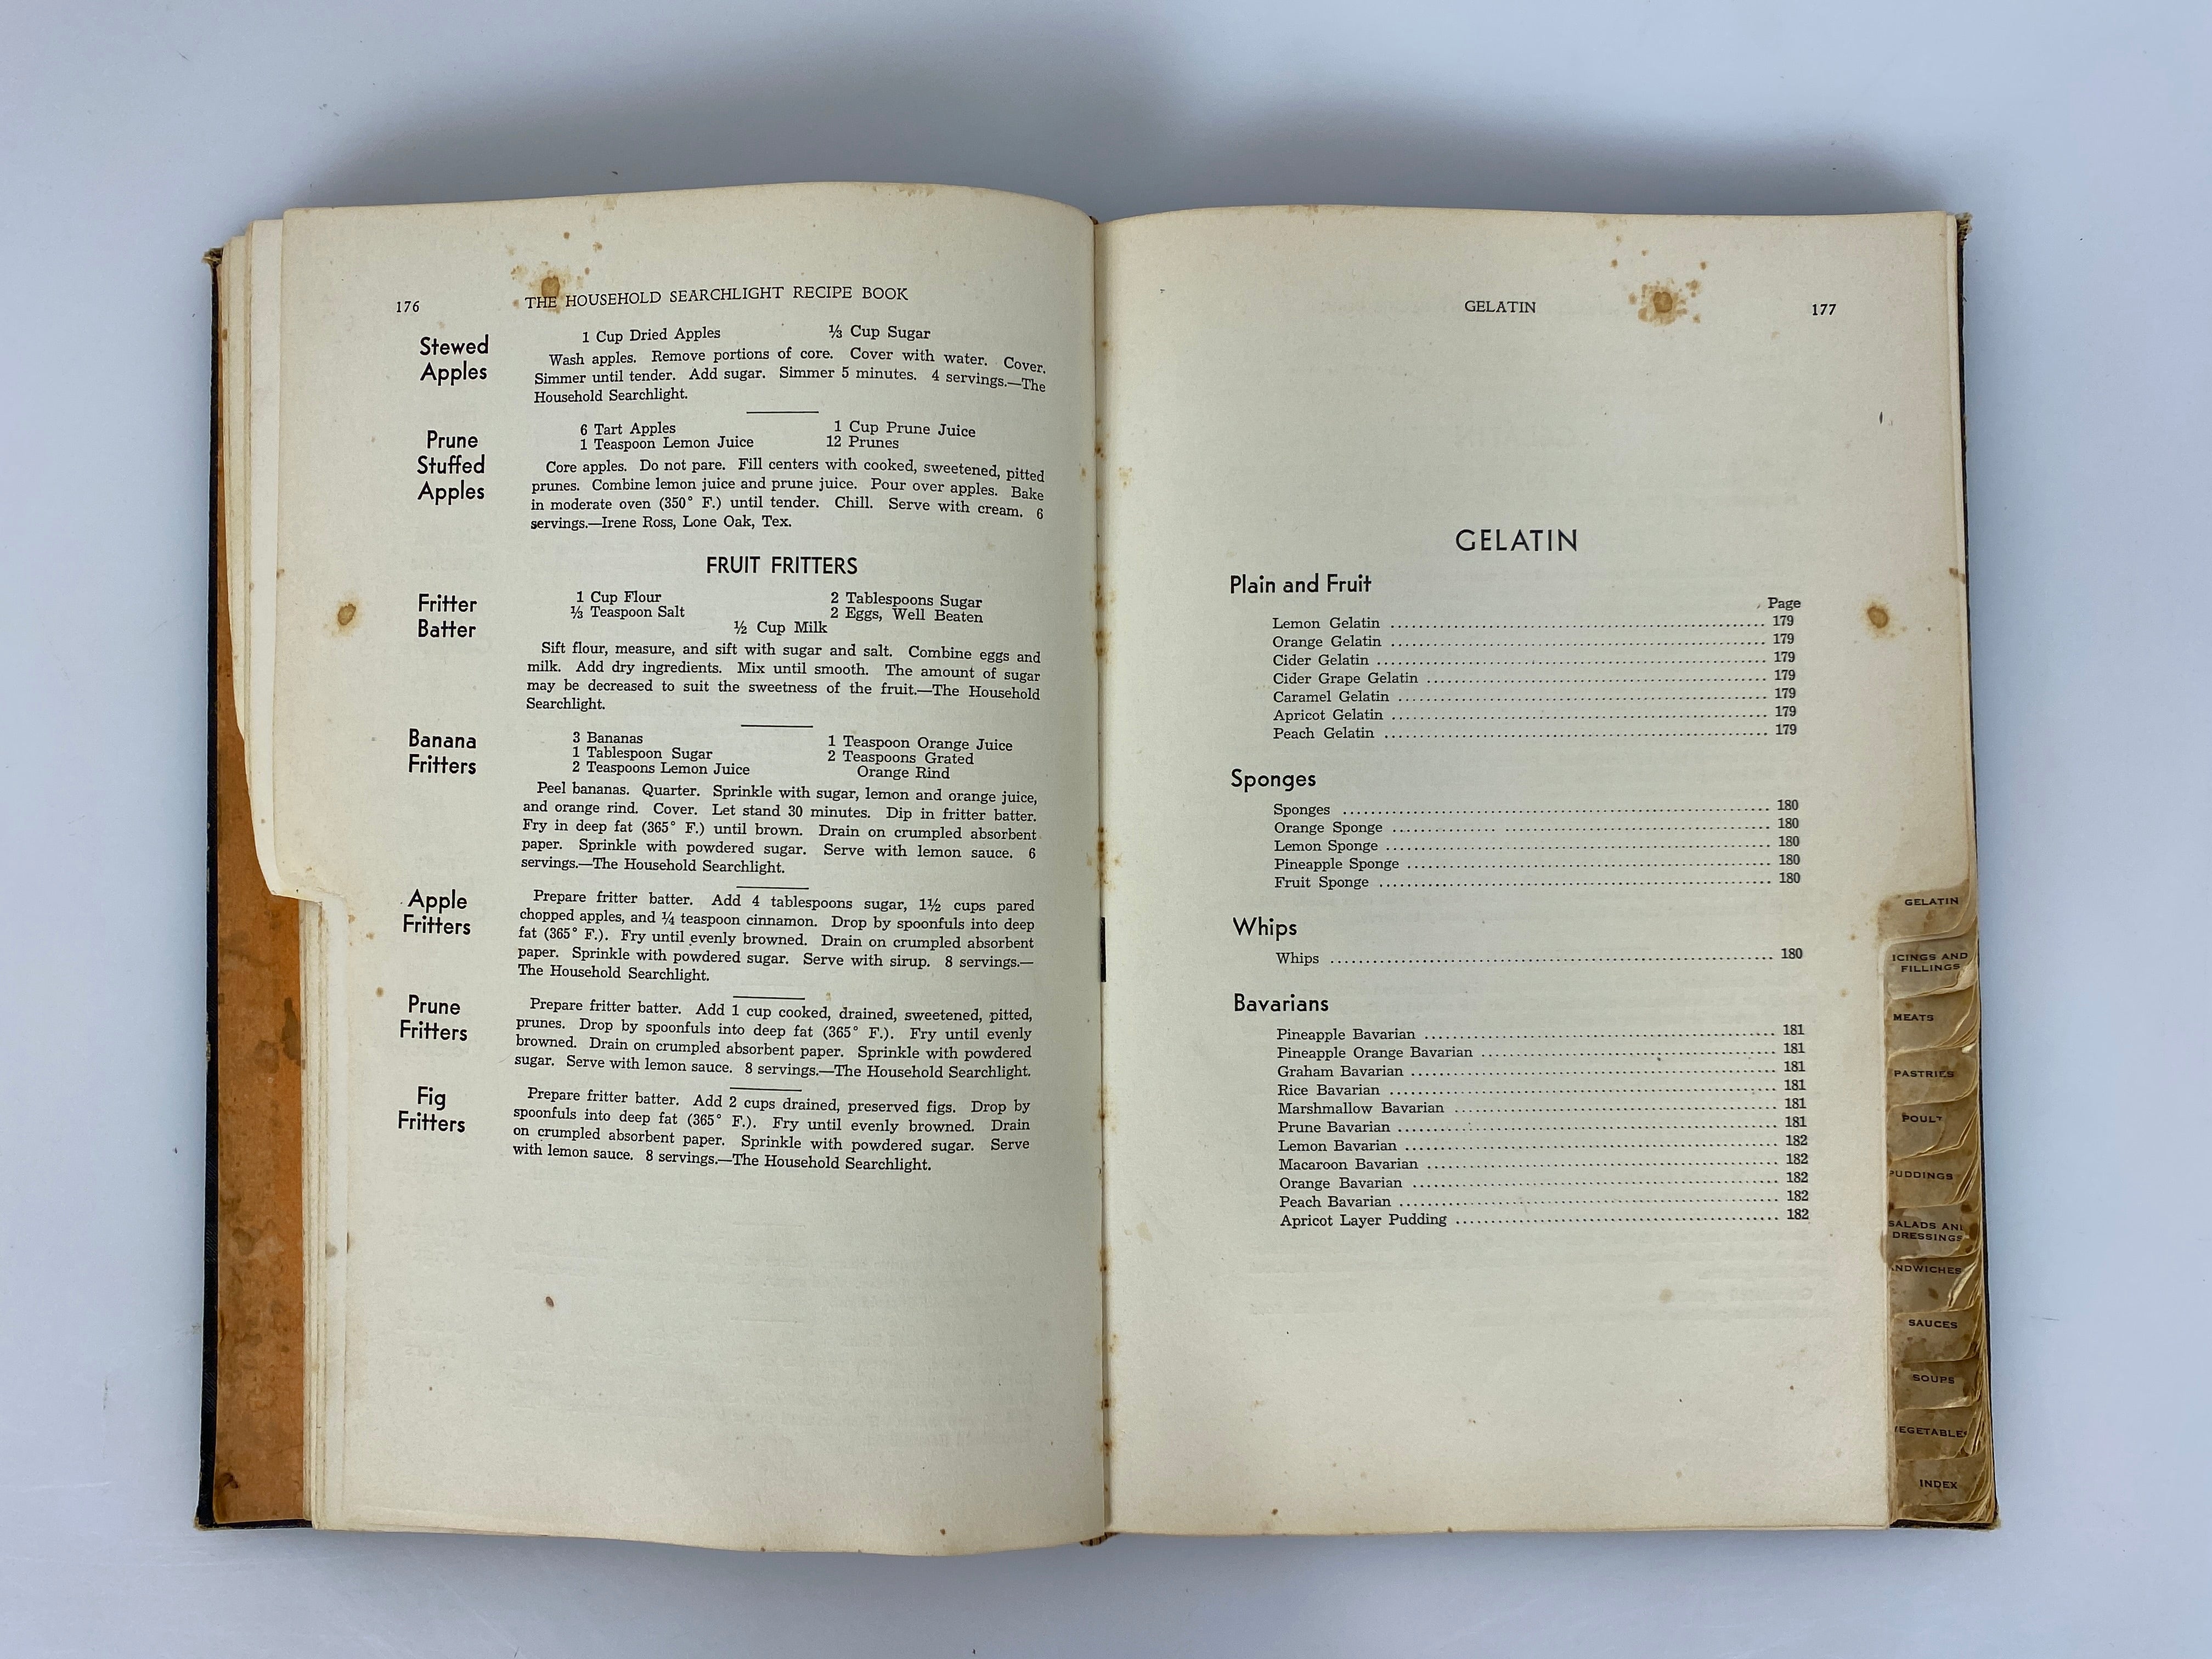 176
THE HOUSEHOLD SEARCHLIGHT RECIPE BOOK
Stewed
Apples
1 Cup Dried Apples
⅓ Cup Sugar
Wash apples. Remove portions of core. Cover with water. Cover.
Simmer until tender. Add sugar. Simmer 5 minutes. 4 servings.—The
Household Searchlight.
Prune
Stuffed
Apples
6 Tart Apples
1 Cup Prune Juice
1 Teaspoon Lemon Juice
12 Prunes
Core apples. Do not pare. Fill centers with cooked, sweetened, pitted
prunes. Combine lemon juice and prune juice. Pour over apples. Bake
in moderate oven (350° F.) until tender. Chill. Serve with cream. 6
servings.—Irene Ross, Lone Oak, Tex.
FRUIT FRITTERS
Fritter
Batter
1 Cup Flour
2 Tablespoons Sugar
⅓ Teaspoon Salt
2 Eggs, Well Beaten
½ Cup Milk
Sift flour, measure, and sift with sugar and salt. Combine eggs and
milk. Add dry ingredients. Mix until smooth. The amount of sugar
may be decreased to suit the sweetness of the fruit.—The Household
Searchlight.
Banana
Fritters
3 Bananas
1 Teaspoon Orange Juice
1 Tablespoon Sugar
2 Teaspoons Grated
2 Teaspoons Lemon Juice
Orange Rind
Peel bananas. Quarter. Sprinkle with sugar, lemon and orange juice,
and orange rind. Cover. Let stand 30 minutes. Dip in fritter batter.
Fry in deep fat (365° F.) until brown. Drain on crumpled absorbent
paper. Sprinkle with powdered sugar. Serve with lemon sauce. 6
servings.—The Household Searchlight.
Apple
Fritters
Prepare fritter batter. Add 4 tablespoons sugar, 1½ cups pared
chopped apples, and ¼ teaspoon cinnamon. Drop by spoonfuls into deep
fat (365° F.). Fry until evenly browned. Drain on crumpled absorbent
paper. Sprinkle with powdered sugar. Serve with sirup. 8 servings.—
The Household Searchlight.
Prune
Fritters
Prepare fritter batter. Add 1 cup cooked, drained, sweetened, pitted,
prunes. Drop by spoonfuls into deep fat (365° F.). Fry until evenly
browned. Drain on crumpled absorbent paper. Sprinkle with powdered
sugar. Serve with lemon sauce. 8 servings.—The Household Searchlight.
Fig
Fritters
Prepare fritter batter. Add 2 cups drained, preserved figs. Drop by
spoonfuls into deep fat (365° F.). Fry until evenly browned. Drain
on crumpled absorbent paper. Sprinkle with powdered sugar. Serve
with lemon sauce. 8 servings.—The Household Searchlight.
GELATIN
177
GELATIN
Plain and Fruit
Page
Lemon Gelatin ........ 179
Orange Gelatin ........ 179
Cider Gelatin ........ 179
Cider Grape Gelatin ........ 179
Caramel Gelatin ........ 179
Apricot Gelatin ........ 179
Peach Gelatin ........ 179
Sponges
Sponges ........ 180
Orange Sponge ........ 180
Lemon Sponge ........ 180
Pineapple Sponge ........ 180
Fruit Sponge ........ 180
Whips
Whips ........ 180
Bavarians
Pineapple Bavarian ........ 181
Pineapple Orange Bavarian ........ 181
Graham Bavarian ........ 181
Rice Bavarian ........ 181
Marshmallow Bavarian ........ 181
Prune Bavarian ........ 181
Lemon Bavarian ........ 182
Macaroon Bavarian ........ 182
Orange Bavarian ........ 182
Peach Bavarian ........ 182
Apricot Layer Pudding ........ 182
GELATIN
ICINGS AND
FILLINGS
MEATS
PASTRIES
POULT
PUDDINGS
SALADS AND
DRESSINGS
NDWICHES
SAUCES
SOUPS
VEGETABLES
INDEX